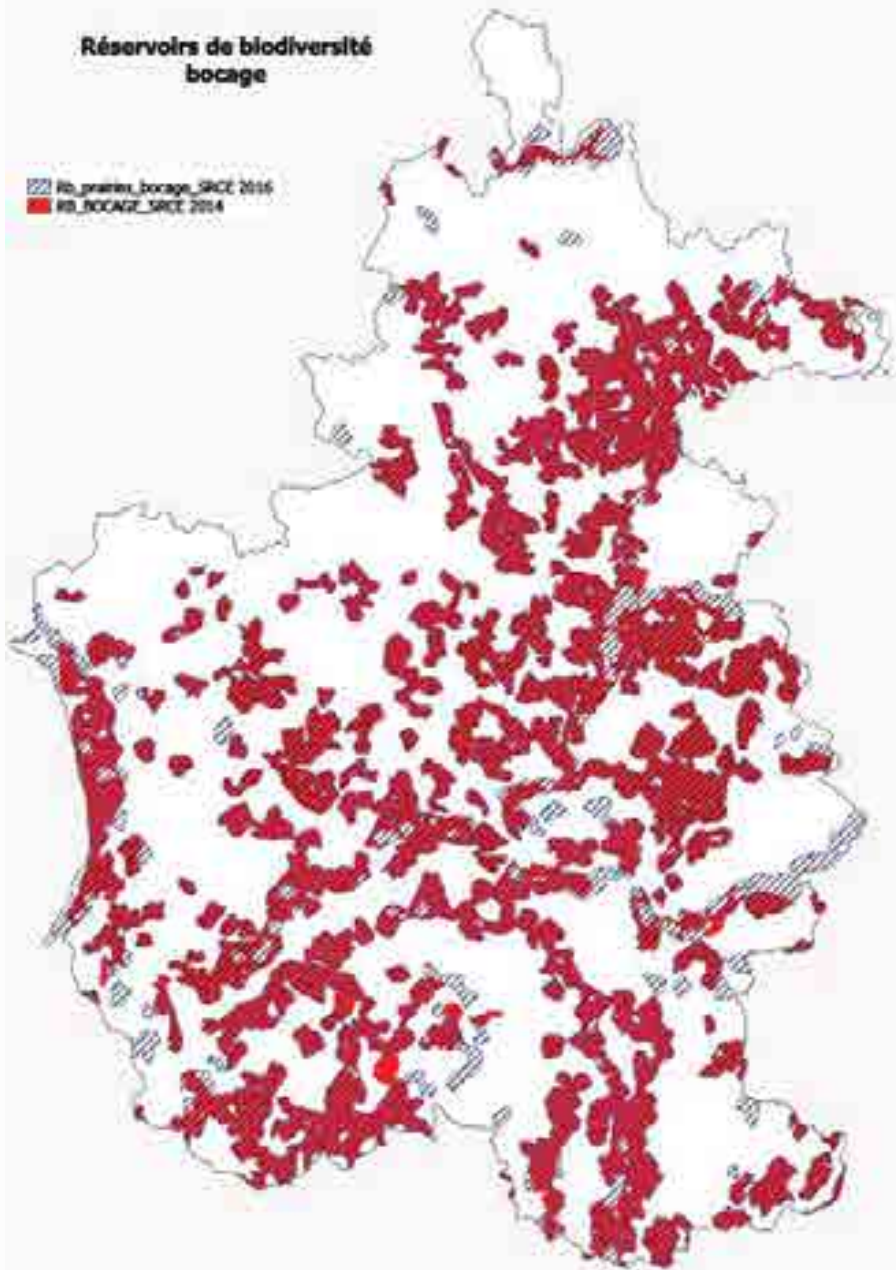 Réservoirs de biodiversité
bocage
Rb_prairies_bocage_SRCE 2016
RB_BOCAGE_SRCE 2014